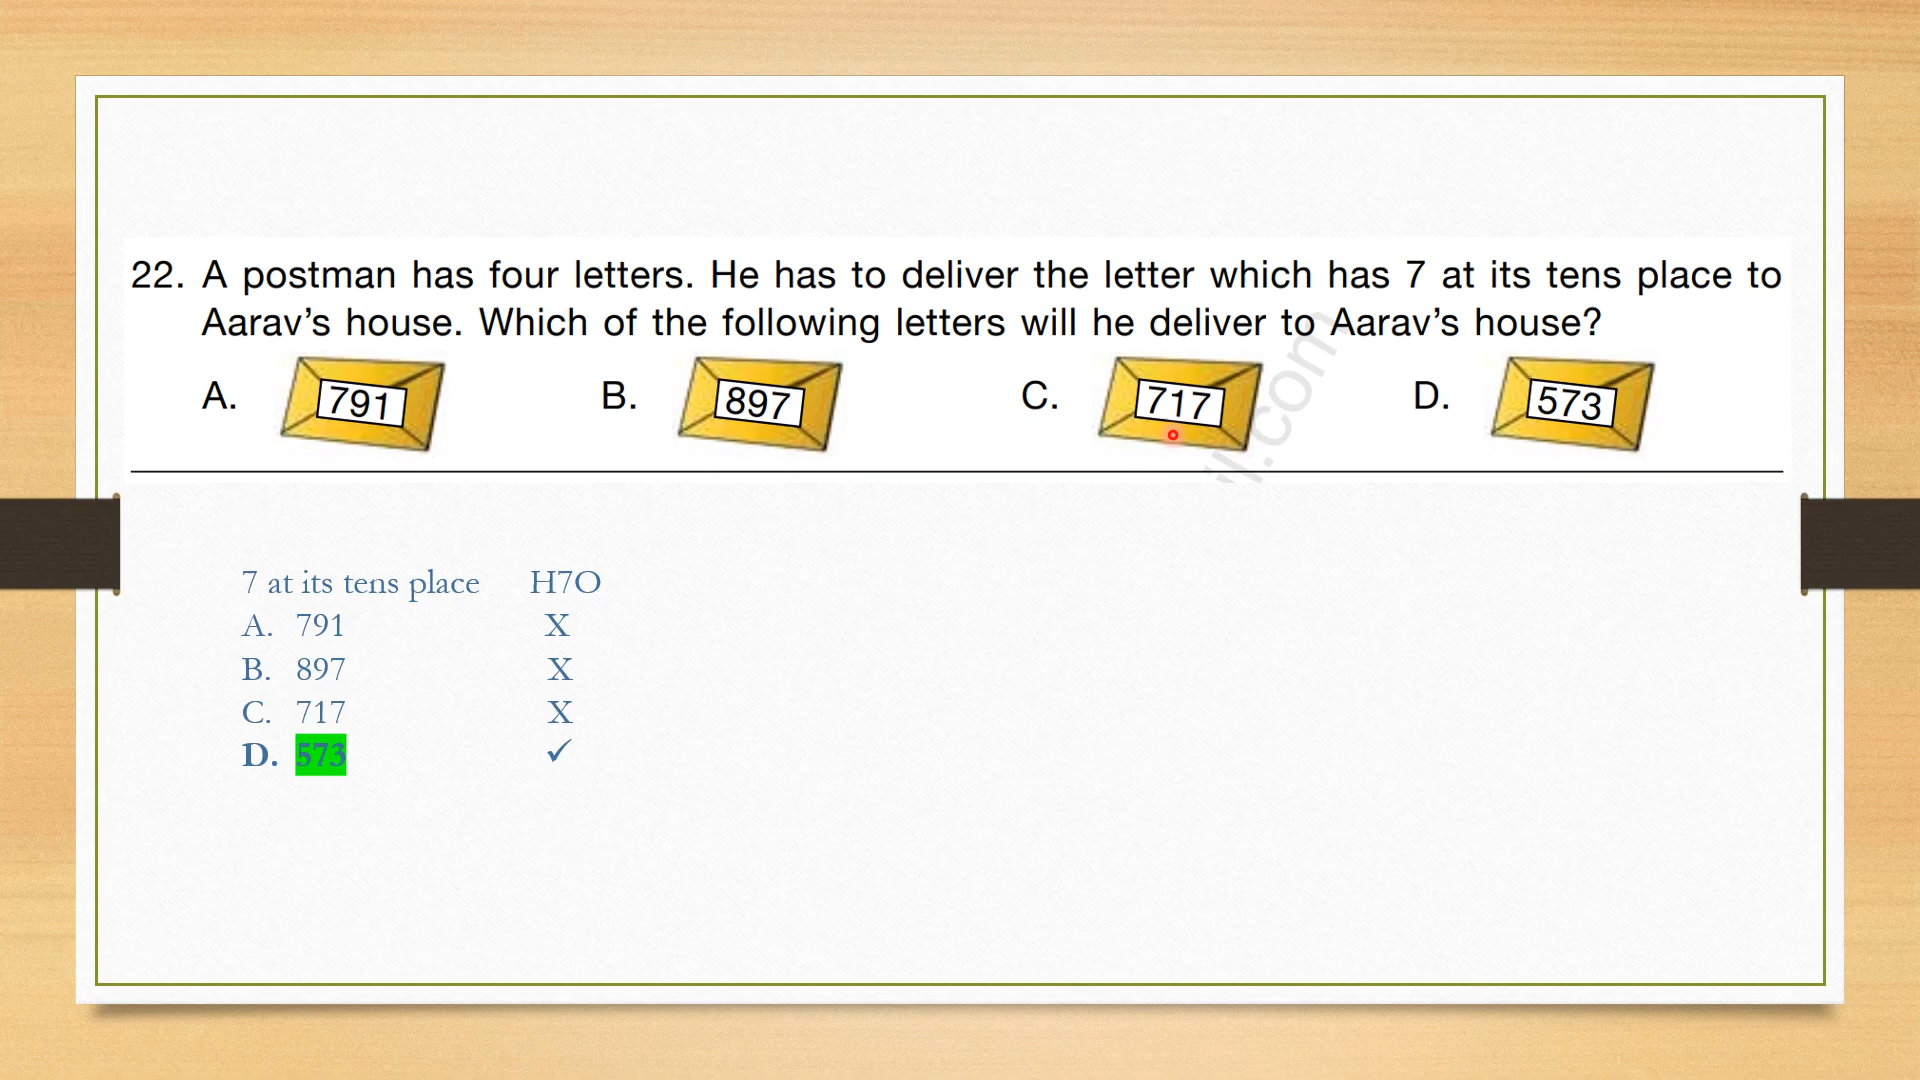 22. A postman has four letters. He has to deliver the letter which has 7 at its tens place to
Aarav’s house. Which of the following letters will he deliver to Aarav’s house?
A. 791 B. 897 C. 717 D. 573
7 at its tens place H7O
A. 791 X
B. 897 X
C. 717 X
D. 573 ✓